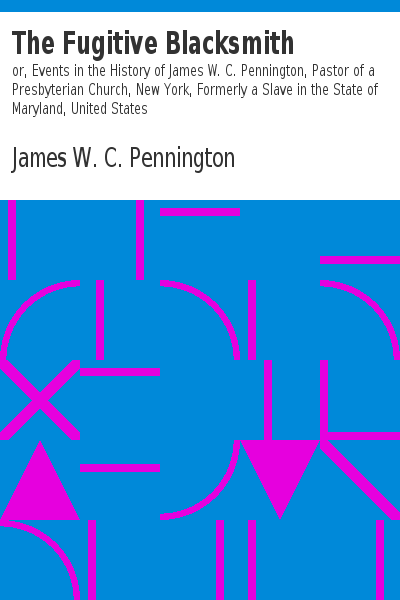 The Fugitive Blacksmith
or, Events in the History of James W. C. Pennington, Pastor of a
Presbyterian Church, New York, Formerly a Slave in the State of
Maryland, United States
James W. C. Pennington